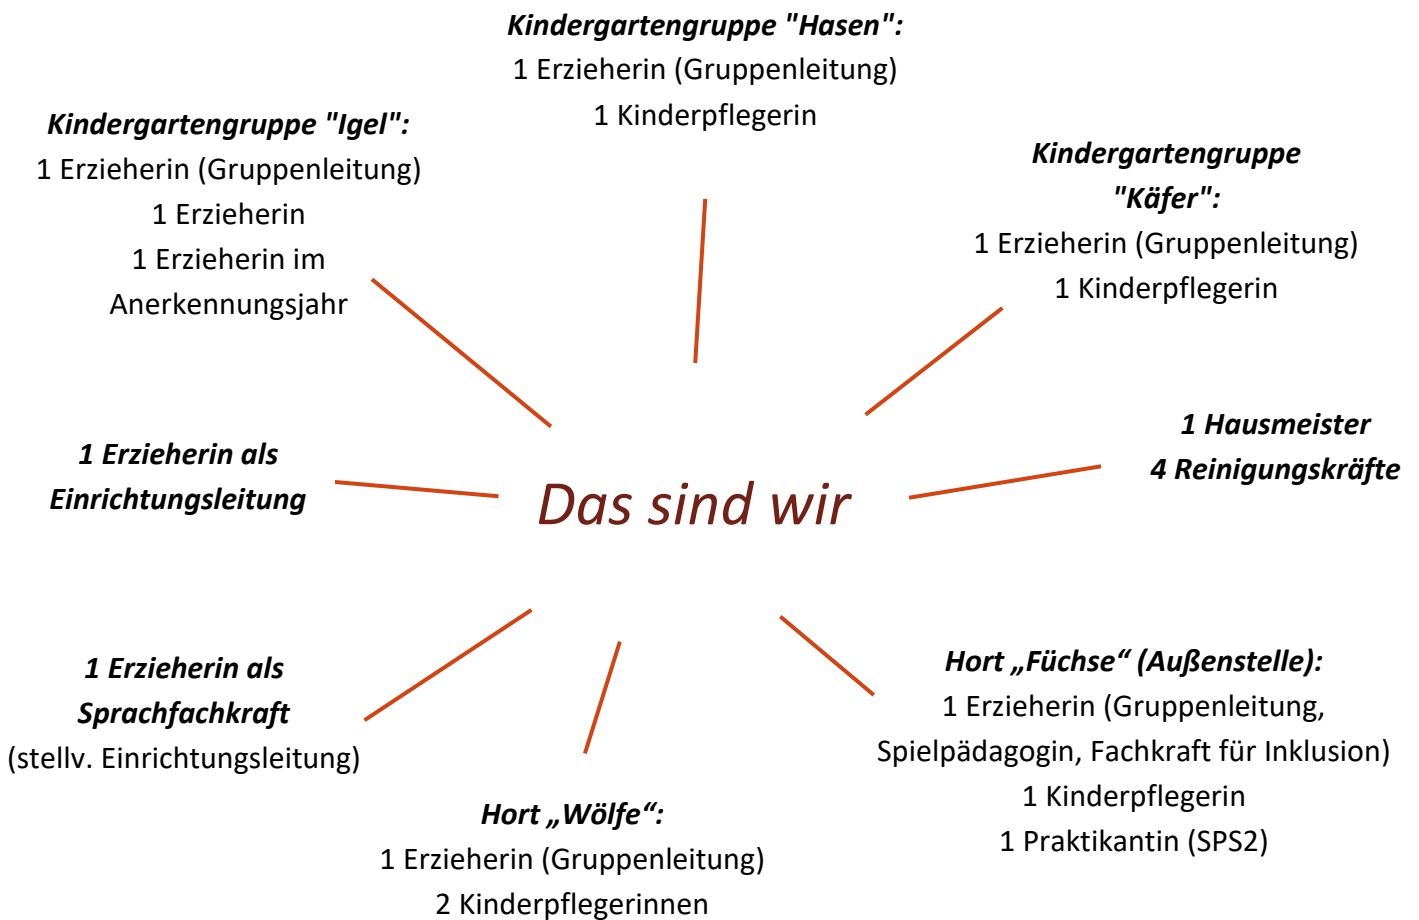 Kindergartengruppe "Hasen":
1 Erzieherin (Gruppenleitung)
1 Kinderpflegerin
Kindergartengruppe "Igel":
1 Erzieherin (Gruppenleitung)
1 Erzieherin
1 Erzieherin im
Anerkennungsjahr
Kindergartengruppe
"Käfer":
1 Erzieherin (Gruppenleitung)
1 Kinderpflegerin
1 Erzieherin als
Einrichtungsleitung
Das sind wir
1 Hausmeister
4 Reinigungskräfte
1 Erzieherin als
Sprachfachkraft
(stellv. Einrichtungsleitung)
Hort „Wölfe“:
1 Erzieherin (Gruppenleitung)
2 Kinderpflegerinnen
Hort „Füchse“ (Außenstelle):
1 Erzieherin (Gruppenleitung,
Spielpädagogin, Fachkraft für Inklusion)
1 Kinderpflegerin
1 Praktikantin (SPS2)